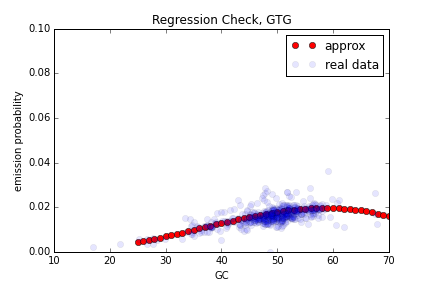 Regression Check, GTG
0.10
0.08
0.06
0.04
0.02
0.00
emission probability
approx
real data
10 20 30 40 50 60 70
GC